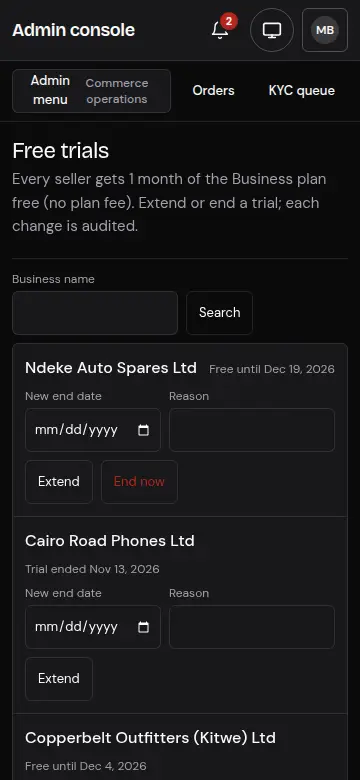 Admin console
2
MB
Admin menu
Commerce operations
Orders
KYC queue
Free trials
Every seller gets 1 month of the Business plan
free (no plan fee). Extend or end a trial; each
change is audited.
Business name
Search
Ndeke Auto Spares Ltd
Free until Dec 19, 2026
New end date
Reason
mm/dd/yyyy
Extend
End now
Cairo Road Phones Ltd
Trial ended Nov 13, 2026
New end date
Reason
mm/dd/yyyy
Extend
Copperbelt Outfitters (Kitwe) Ltd
Free until Dec 4, 2026